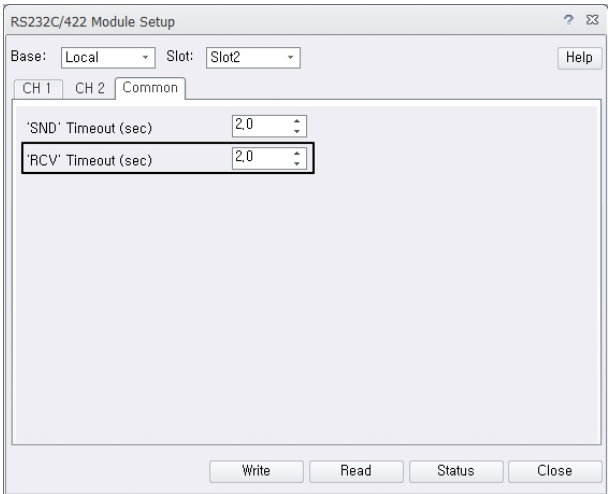 RS232C/422 Module Setup
Base: Local Slot: Slot2 Help
CH 1 CH 2 Common
'SND' Timeout (sec) 2,0
'RCV' Timeout (sec) 2,0
Write Read Status Close